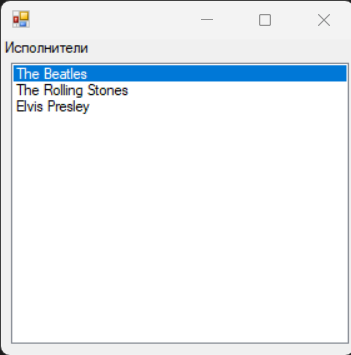 Исполнители
The Beatles
The Rolling Stones
Elvis Presley